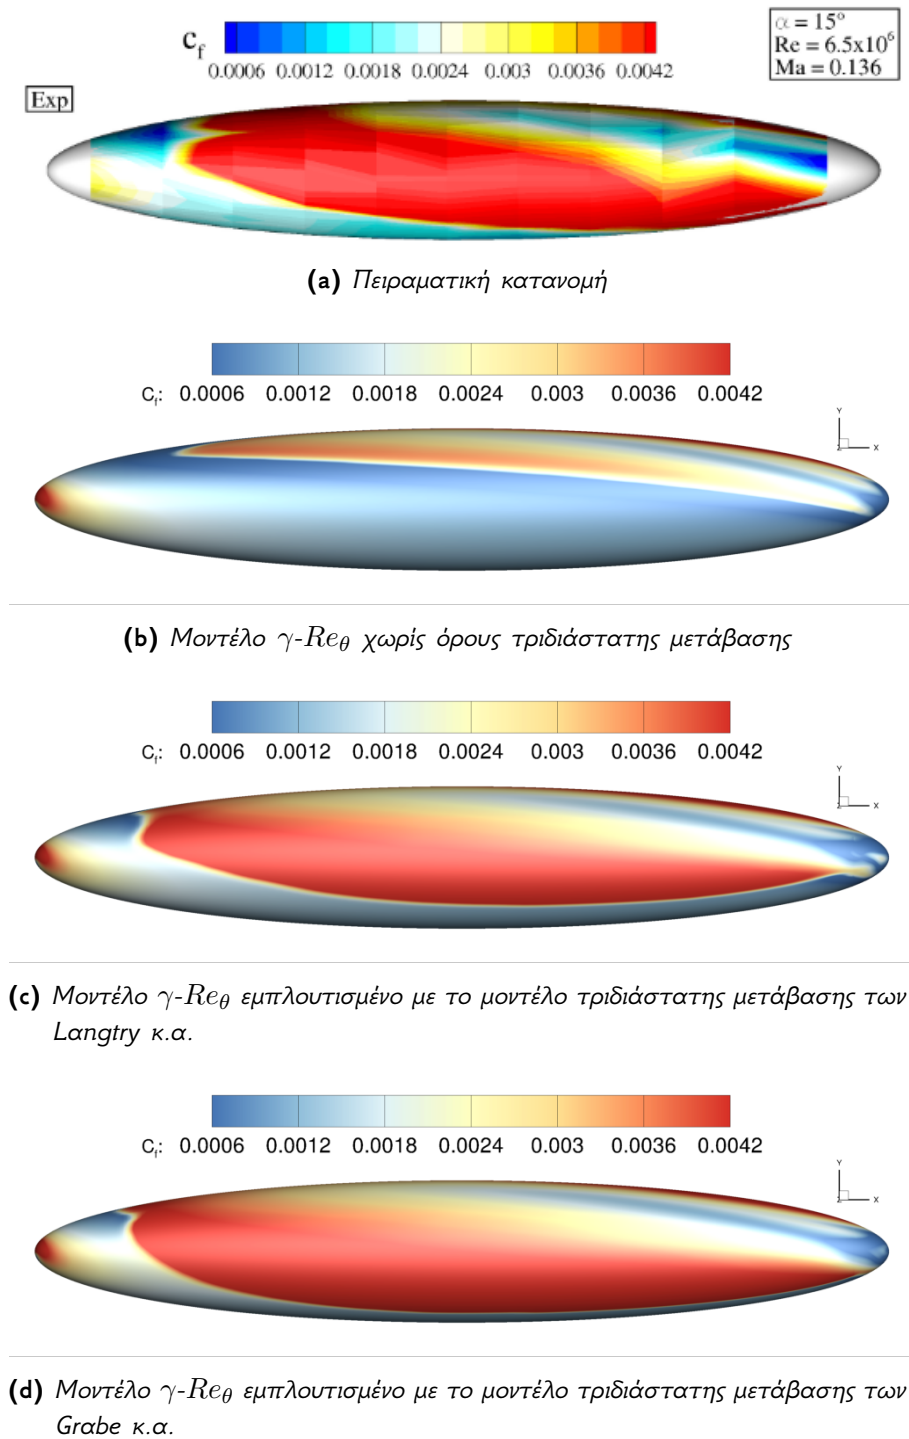 c_f
0.0006 0.0012 0.0018 0.0024 0.003 0.0036 0.0042
α = 15°
Re = 6.5x10⁶
Ma = 0.136
Exp
(a) Πειραματική κατανομή
C_f: 0.0006 0.0012 0.0018 0.0024 0.003 0.0036 0.0042
Y
Z X
(b) Μοντέλο γ-Re_θ χωρίς όρους τριδιάστατης μετάβασης
C_f: 0.0006 0.0012 0.0018 0.0024 0.003 0.0036 0.0042
Y
Z X
(c) Μοντέλο γ-Re_θ εμπλουτισμένο με το μοντέλο τριδιάστατης μετάβασης των
Langtry κ.α.
C_f: 0.0006 0.0012 0.0018 0.0024 0.003 0.0036 0.0042
Y
Z X
(d) Μοντέλο γ-Re_θ εμπλουτισμένο με το μοντέλο τριδιάστατης μετάβασης των
Grabe κ.α.